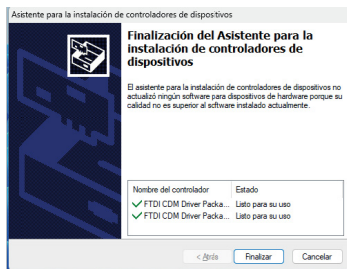 Asistente para la instalación de controladores de dispositivos
Finalización del Asistente para la
instalación de controladores de
dispositivos
El asistente para la instalación de controladores de dispositivos no
actualizó ningún software para dispositivos de hardware porque su
calidad no es superior al software instalado actualmente.
Nombre del controlador Estado
FTDI CDM Driver Packa... Listo para su uso
FTDI CDM Driver Packa... Listo para su uso
< Atrás Finalizar Cancelar